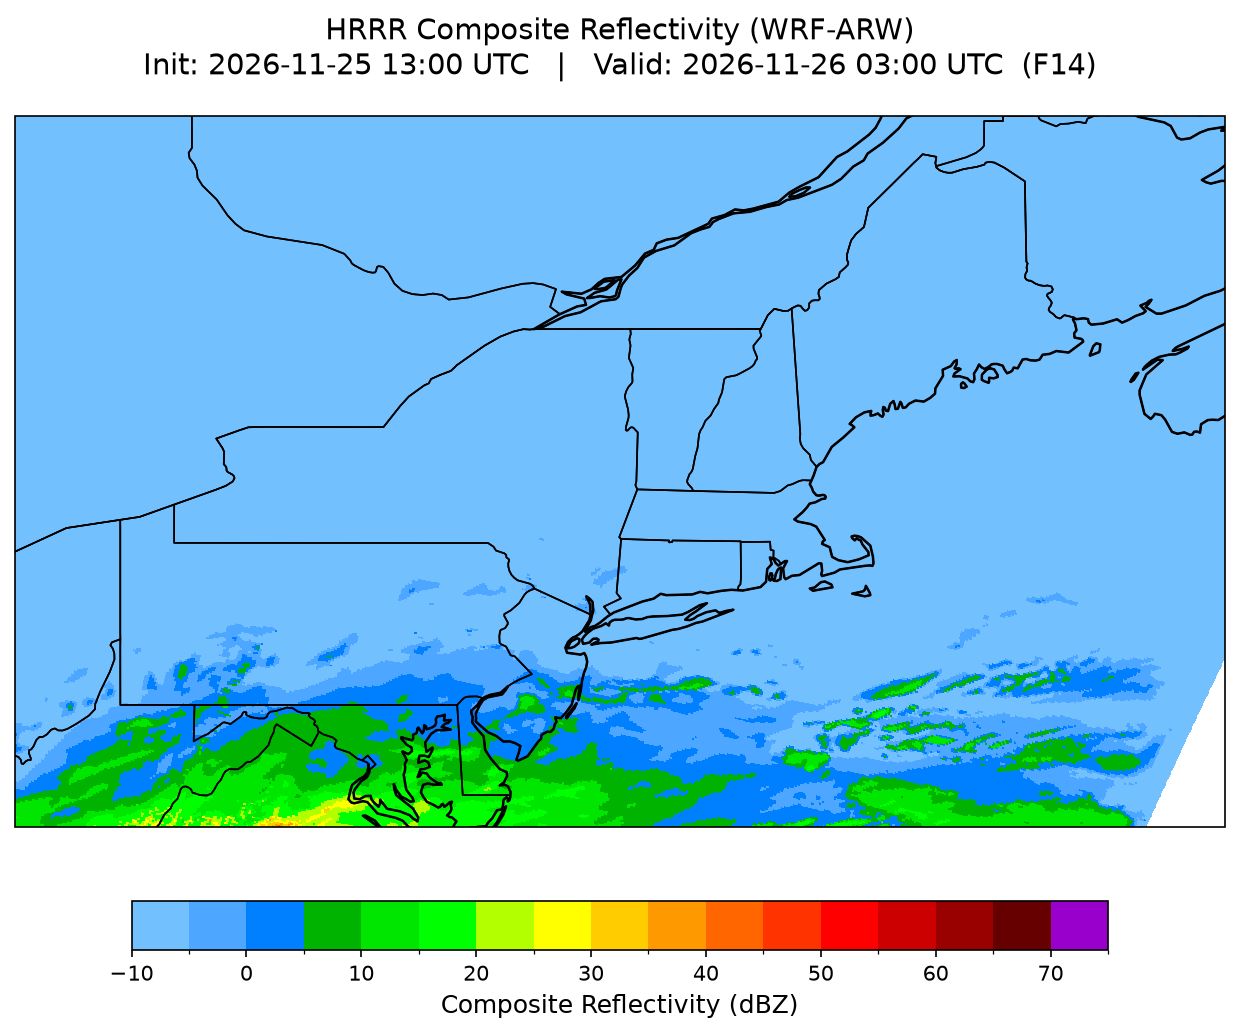 HRRR Composite Reflectivity (WRF-ARW)
Init: 2026-11-25 13:00 UTC | Valid: 2026-11-26 03:00 UTC (F14)
−10 0 10 20 30 40 50 60 70
Composite Reflectivity (dBZ)